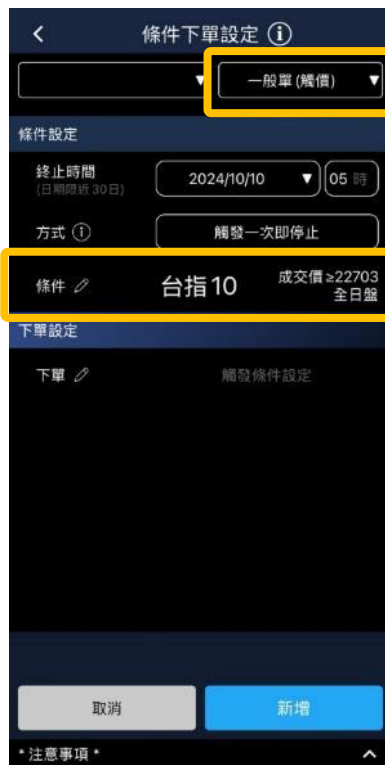 條件下單設定
一般單(觸價)
條件設定
終止時間
(日期限近30日)
2024/10/10
05 時
方式
觸發一次即停止
條件
台指10
成交價≥22703
全日盤
下單設定
下單
觸發條件設定
取消
新增
*注意事項*